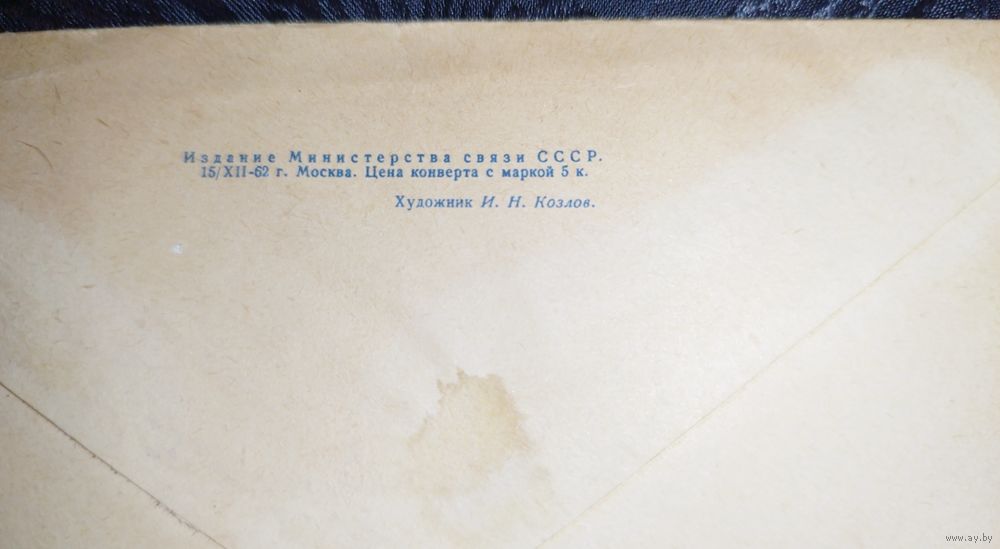 Издание Министерства связи СССР.
15/XII-62 г. Москва. Цена конверта с маркой 5 к.
Художник И. Н. Козлов.
www.ay.by